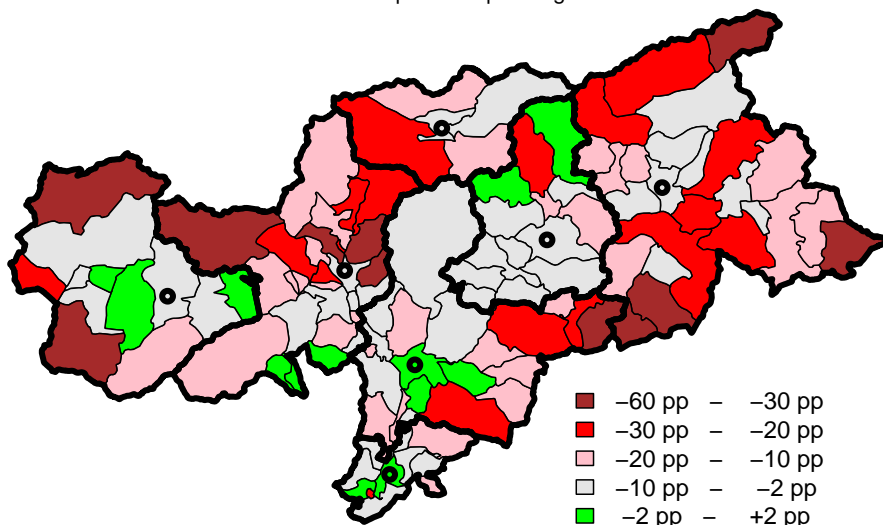 −60 pp – −30 pp
−30 pp – −20 pp
−20 pp – −10 pp
−10 pp – −2 pp
−2 pp – +2 pp